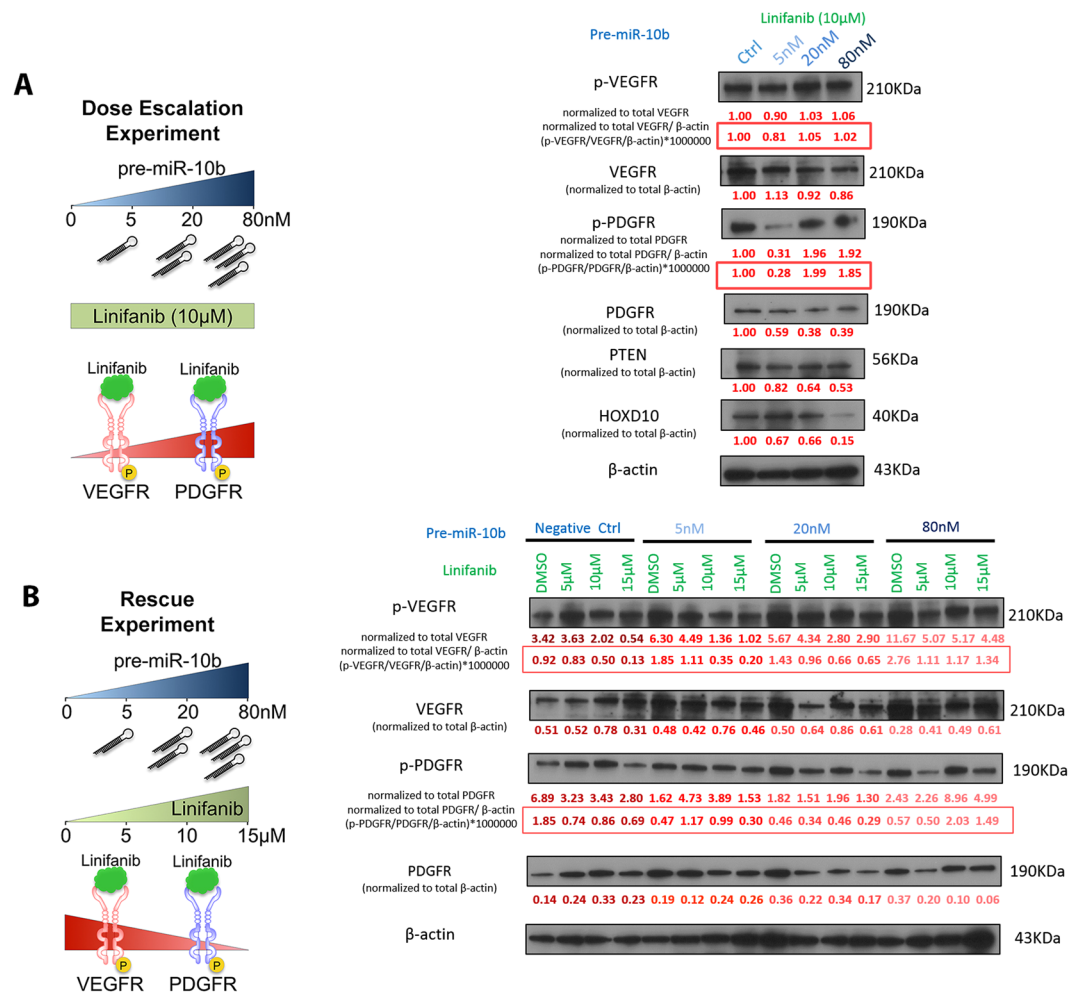 A
Dose Escalation
Experiment
pre-miR-10b
0 5 20 80nM
Linifanib (10µM)
Linifanib Linifanib
P P
VEGFR PDGFR
Linifanib (10µM)
Pre-miR-10b
Ctrl 5nM 20nM 80nM
p-VEGFR
210KDa
normalized to total VEGFR
1.00 0.90 1.03 1.06
normalized to total VEGFR/ β-actin
(p-VEGFR/VEGFR/β-actin)*1000000
1.00 0.81 1.05 1.02
VEGFR
210KDa
(normalized to total β-actin)
1.00 1.13 0.92 0.86
p-PDGFR
190KDa
normalized to total PDGFR
1.00 0.31 1.96 1.92
normalized to total PDGFR/ β-actin
(p-PDGFR/PDGFR/β-actin)*1000000
1.00 0.28 1.99 1.85
PDGFR
190KDa
(normalized to total β-actin)
1.00 0.59 0.38 0.39
PTEN
56KDa
(normalized to total β-actin)
1.00 0.82 0.64 0.53
HOXD10
40KDa
(normalized to total β-actin)
1.00 0.67 0.66 0.15
β-actin
43KDa
B
Rescue
Experiment
pre-miR-10b
0 5 20 80nM
Linifanib
0 5 10 15µM
Linifanib Linifanib
P P
VEGFR PDGFR
Pre-miR-10b
Negative Ctrl 5nM 20nM 80nM
Linifanib
DMSO 5µM 10µM 15µM DMSO 5µM 10µM 15µM DMSO 5µM 10µM 15µM DMSO 5µM 10µM 15µM
p-VEGFR
210KDa
normalized to total VEGFR
3.42 3.63 2.02 0.54 6.30 4.49 1.36 1.02 5.67 4.34 2.80 2.90 11.67 5.07 5.17 4.48
normalized to total VEGFR/ β-actin
(p-VEGFR/VEGFR/β-actin)*1000000
0.92 0.83 0.50 0.13 1.85 1.11 0.35 0.20 1.43 0.96 0.66 0.65 2.76 1.11 1.17 1.34
VEGFR
210KDa
(normalized to total β-actin)
0.51 0.52 0.78 0.31 0.48 0.42 0.76 0.46 0.50 0.64 0.86 0.61 0.28 0.41 0.49 0.61
p-PDGFR
190KDa
normalized to total PDGFR
6.89 3.23 3.43 2.80 1.62 4.73 3.89 1.53 1.82 1.51 1.96 1.30 2.43 2.26 8.96 4.99
normalized to total PDGFR/ β-actin
(p-PDGFR/PDGFR/β-actin)*1000000
1.85 0.74 0.86 0.69 0.47 1.17 0.99 0.30 0.46 0.34 0.46 0.29 0.57 0.50 2.03 1.49
PDGFR
190KDa
(normalized to total β-actin)
0.14 0.24 0.33 0.23 0.19 0.12 0.24 0.26 0.36 0.22 0.34 0.17 0.37 0.20 0.10 0.06
β-actin
43KDa